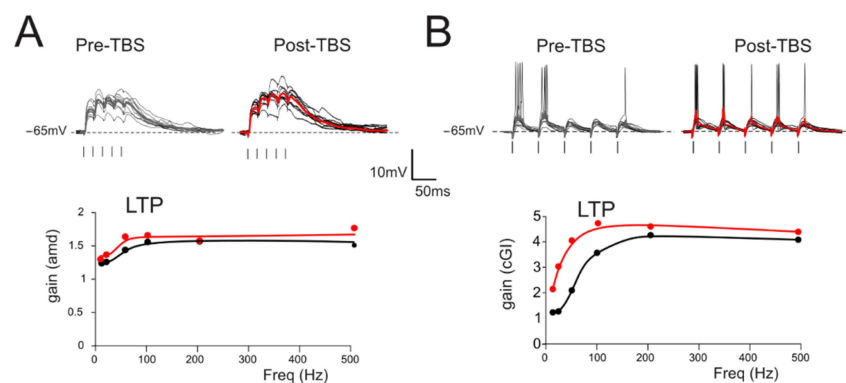 A
Pre-TBS
Post-TBS
−65mV
10mV
50ms
LTP
gain (amd)
2
1.5
1
0.5
0
0 100 200 300 400 500
Freq (Hz)
B
Pre-TBS
Post-TBS
−65mV
LTP
gain (cGI)
5
4
3
2
1
0
0 100 200 300 400 500
Freq (Hz)